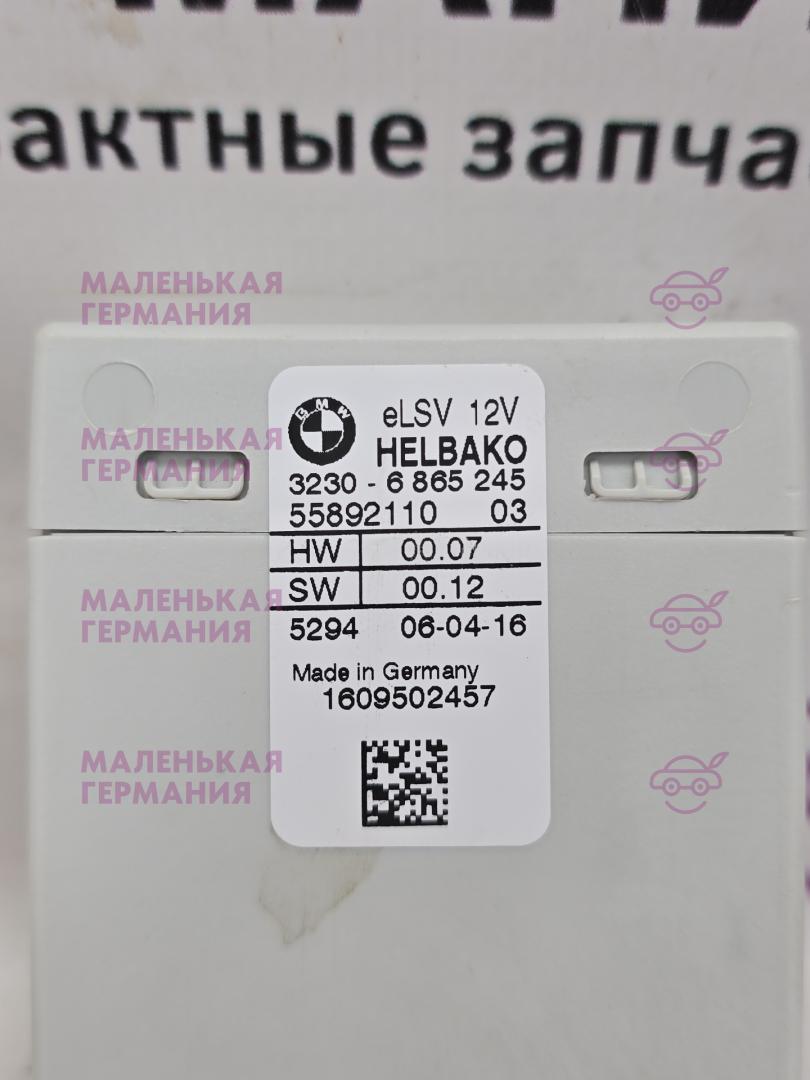 актные запча
МАЛЕНЬКАЯ
ГЕРМАНИЯ
BMW
eLSV 12V
HELBAKO
МАЛЕНЬКАЯ
ГЕРМАНИЯ
3230 - 6 865 245
55892110 03
HW 00.07
SW 00.12
МАЛЕНЬКАЯ
ГЕРМАНИЯ
5294 06-04-16
Made in Germany
1609502457
МАЛЕНЬКАЯ
ГЕРМАНИЯ